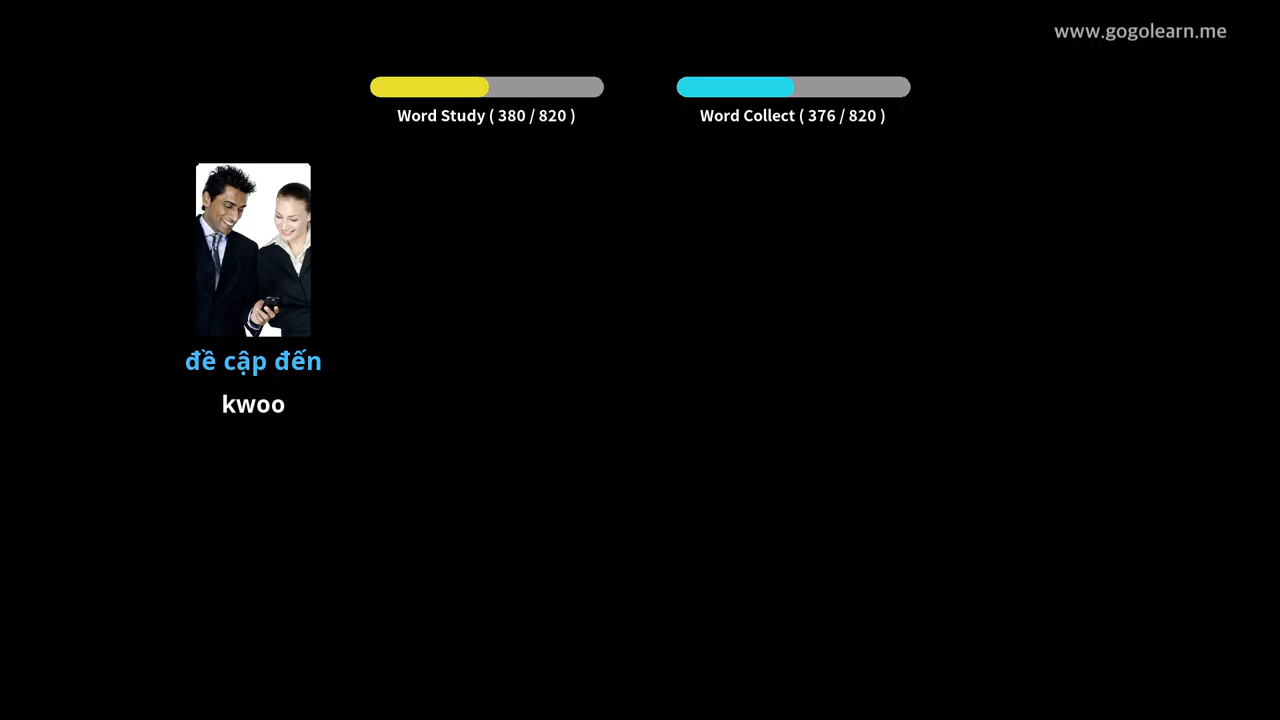 www.gogolearn.me
Word Study ( 380 / 820 )
Word Collect ( 376 / 820 )
đề cập đến
kwoo